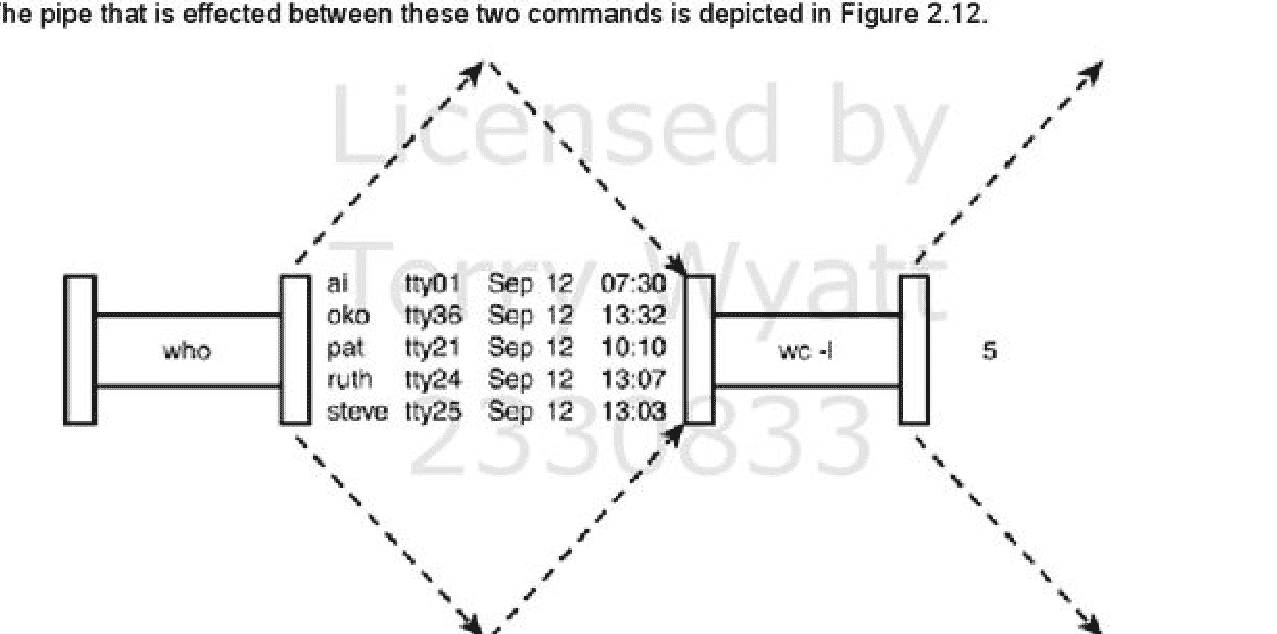 The pipe that is effected between these two commands is depicted in Figure 2.12.
Licensed by
Terry Wyatt
2330833
who
ai tty01 Sep 12 07:30
oko tty36 Sep 12 13:32
pat tty21 Sep 12 10:10
ruth tty24 Sep 12 13:07
steve tty25 Sep 12 13:03
wc -l
5